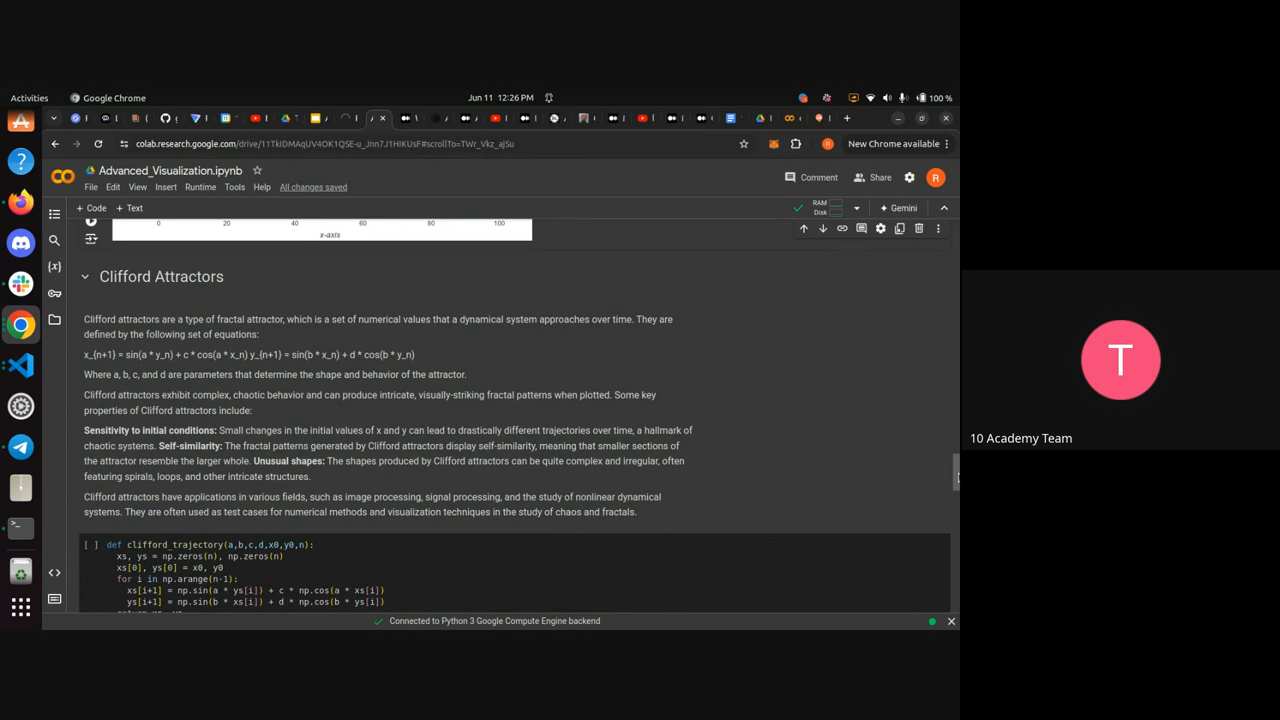 Activities
Google Chrome
Jun 11 12:26 PM
100 %
colab.research.google.com/drive/11TkIDMAqUV4OK1QSE-u_Jnn7J1HIKUsF#scrollTo=TWr_Vkz_ajSu
New Chrome available
Advanced_Visualization.ipynb
Comment
Share
R
File Edit View Insert Runtime Tools Help All changes saved
+ Code + Text
RAM
Disk
Gemini
0 20 40 60 80 100
x-axis
Clifford Attractors
Clifford attractors are a type of fractal attractor, which is a set of numerical values that a dynamical system approaches over time. They are
defined by the following set of equations:
x_{n+1} = sin(a * y_n) + c * cos(a * x_n) y_{n+1} = sin(b * x_n) + d * cos(b * y_n)
Where a, b, c, and d are parameters that determine the shape and behavior of the attractor.
Clifford attractors exhibit complex, chaotic behavior and can produce intricate, visually-striking fractal patterns when plotted. Some key
properties of Clifford attractors include:
Sensitivity to initial conditions: Small changes in the initial values of x and y can lead to drastically different trajectories over time, a hallmark of
chaotic systems. Self-similarity: The fractal patterns generated by Clifford attractors display self-similarity, meaning that smaller sections of
the attractor resemble the larger whole. Unusual shapes: The shapes produced by Clifford attractors can be quite complex and irregular, often
featuring spirals, loops, and other intricate structures.
Clifford attractors have applications in various fields, such as image processing, signal processing, and the study of nonlinear dynamical
systems. They are often used as test cases for numerical methods and visualization techniques in the study of chaos and fractals.
[ ] def clifford_trajectory(a,b,c,d,x0,y0,n):
xs, ys = np.zeros(n), np.zeros(n)
xs[0], ys[0] = x0, y0
for i in np.arange(n-1):
xs[i+1] = np.sin(a * ys[i]) + c * np.cos(a * xs[i])
ys[i+1] = np.sin(b * xs[i]) + d * np.cos(b * ys[i])
Connected to Python 3 Google Compute Engine backend
T
10 Academy Team